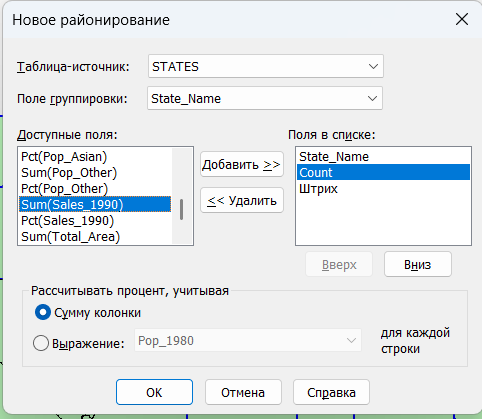 Новое районирование
Таблица-источник: STATES
Поле группировки: State_Name
Доступные поля: Поля в списке:
Pct(Pop_Asian)
Sum(Pop_Other)
Pct(Pop_Other)
Sum(Sales_1990)
Pct(Sales_1990)
Sum(Total_Area)
Добавить >>
<< Удалить
State_Name
Count
Штрих
Вверх Вниз
Рассчитывать процент, учитывая
Сумму колонки
Выражение: Pop_1980 для каждой
строки
ОК Отмена Справка